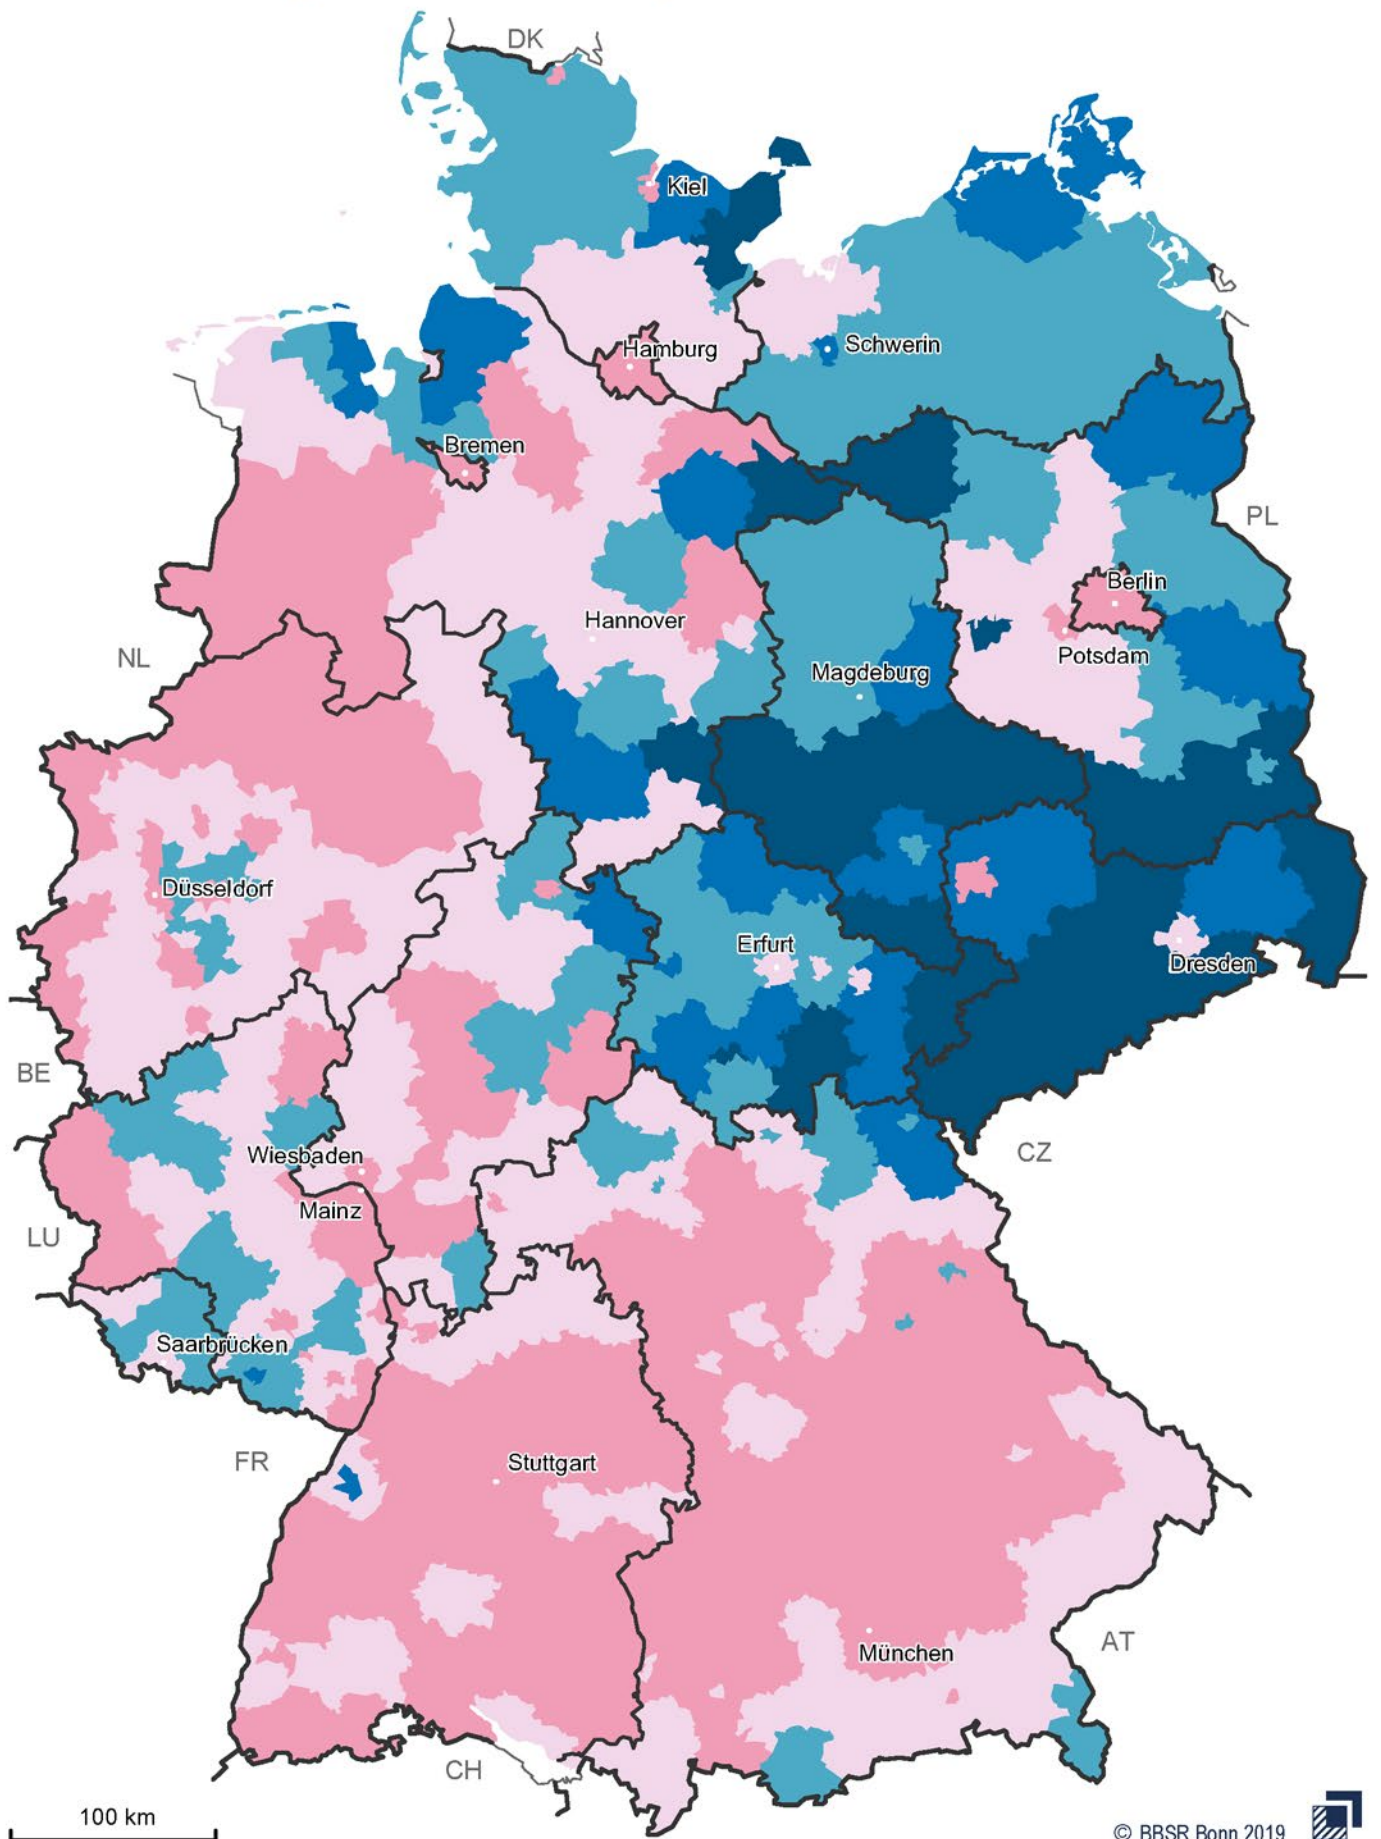 DK
Kiel
Hamburg
Schwerin
Bremen
PL
Berlin
Hannover
Potsdam
NL
Magdeburg
Düsseldorf
Erfurt
Dresden
BE
Wiesbaden
CZ
Mainz
LU
Saarbrücken
FR
Stuttgart
AT
München
CH
100 km
© BBSR Bonn 2019